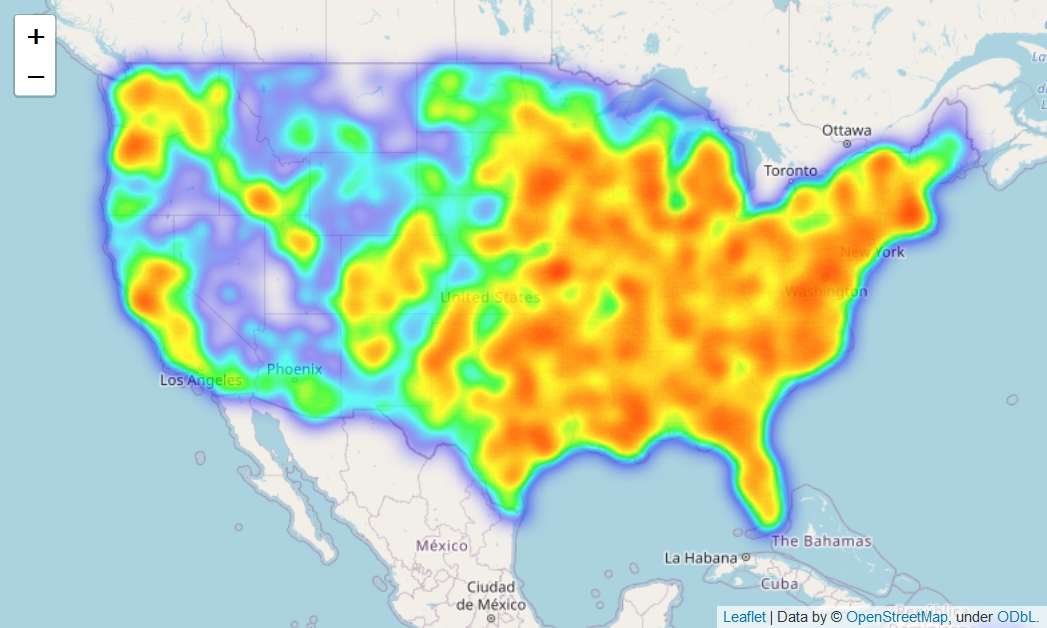 +
−
Ottawa
Toronto
New York
Washington
United States
Phoenix
Los Angeles
México
The Bahamas
La Habana
Cuba
Ciudad
de México
Leaflet | Data by © OpenStreetMap, under ODbL.